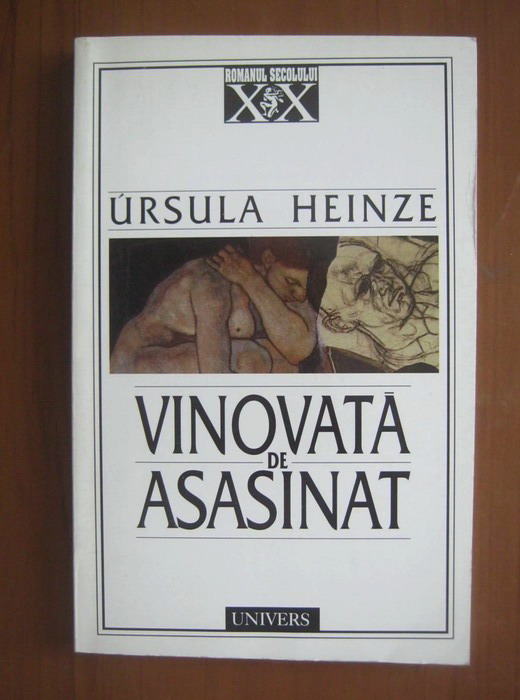 ROMANUL SECOLULUI
XX
ÚRSULA HEINZE
VINOVATĂ
DE
ASASINAT
UNIVERS